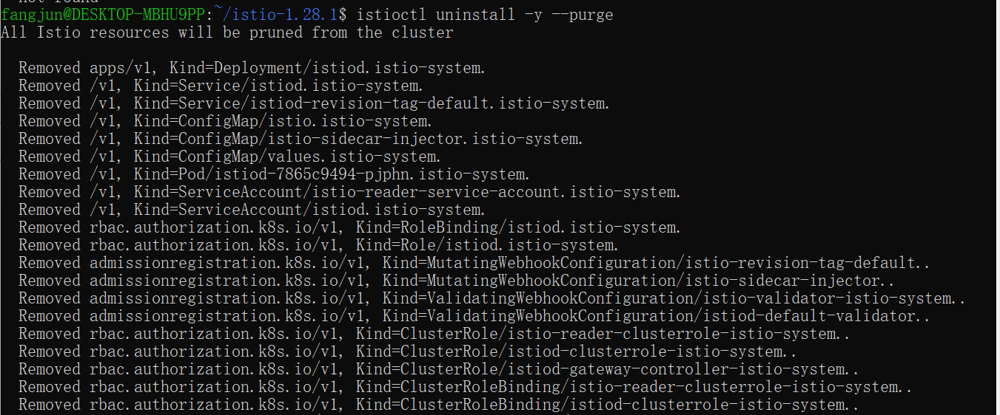 not found
fangjun@DESKTOP-MBHU9PP:~/istio-1.28.1$ istioctl uninstall -y --purge
All Istio resources will be pruned from the cluster
Removed apps/v1, Kind=Deployment/istiod.istio-system.
Removed /v1, Kind=Service/istiod.istio-system.
Removed /v1, Kind=Service/istiod-revision-tag-default.istio-system.
Removed /v1, Kind=ConfigMap/istio.istio-system.
Removed /v1, Kind=ConfigMap/istio-sidecar-injector.istio-system.
Removed /v1, Kind=ConfigMap/values.istio-system.
Removed /v1, Kind=Pod/istiod-7865c9494-pjphn.istio-system.
Removed /v1, Kind=ServiceAccount/istio-reader-service-account.istio-system.
Removed /v1, Kind=ServiceAccount/istiod.istio-system.
Removed rbac.authorization.k8s.io/v1, Kind=RoleBinding/istiod.istio-system.
Removed rbac.authorization.k8s.io/v1, Kind=Role/istiod.istio-system.
Removed admissionregistration.k8s.io/v1, Kind=MutatingWebhookConfiguration/istio-revision-tag-default..
Removed admissionregistration.k8s.io/v1, Kind=MutatingWebhookConfiguration/istio-sidecar-injector..
Removed admissionregistration.k8s.io/v1, Kind=ValidatingWebhookConfiguration/istio-validator-istio-system..
Removed admissionregistration.k8s.io/v1, Kind=ValidatingWebhookConfiguration/istiod-default-validator..
Removed rbac.authorization.k8s.io/v1, Kind=ClusterRole/istio-reader-clusterrole-istio-system..
Removed rbac.authorization.k8s.io/v1, Kind=ClusterRole/istiod-clusterrole-istio-system..
Removed rbac.authorization.k8s.io/v1, Kind=ClusterRole/istiod-gateway-controller-istio-system..
Removed rbac.authorization.k8s.io/v1, Kind=ClusterRoleBinding/istio-reader-clusterrole-istio-system..
Removed rbac.authorization.k8s.io/v1, Kind=ClusterRoleBinding/istiod-clusterrole-istio-system..